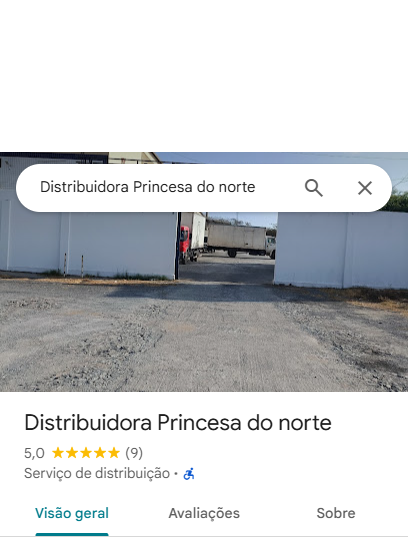 Distribuidora Princesa do norte
Distribuidora Princesa do norte
5,0 (9)
Serviço de distribuição ·
Visão geral Avaliações Sobre